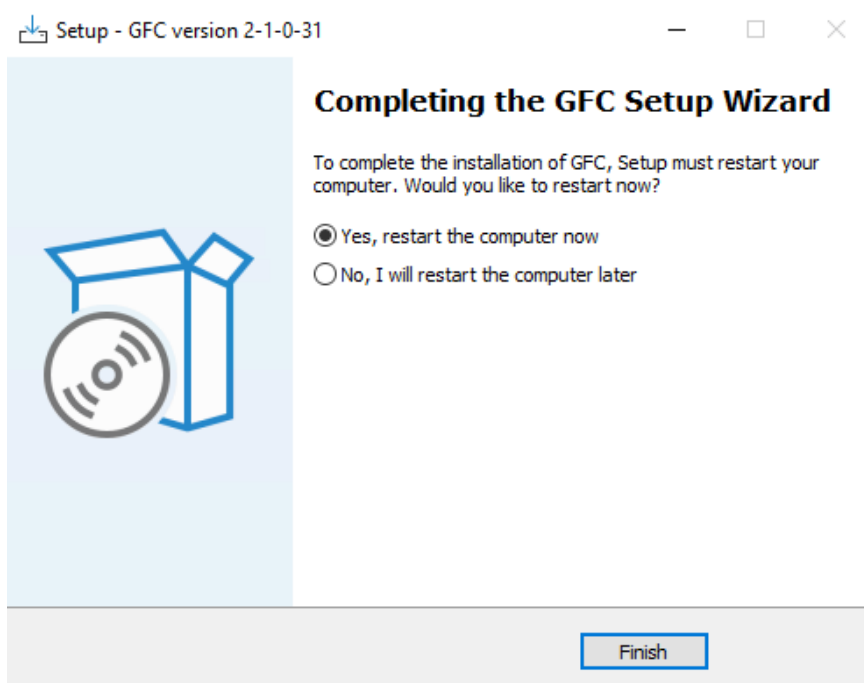 Setup - GFC version 2-1-0-31
Completing the GFC Setup Wizard
To complete the installation of GFC, Setup must restart your
computer. Would you like to restart now?
Yes, restart the computer now
No, I will restart the computer later
Finish